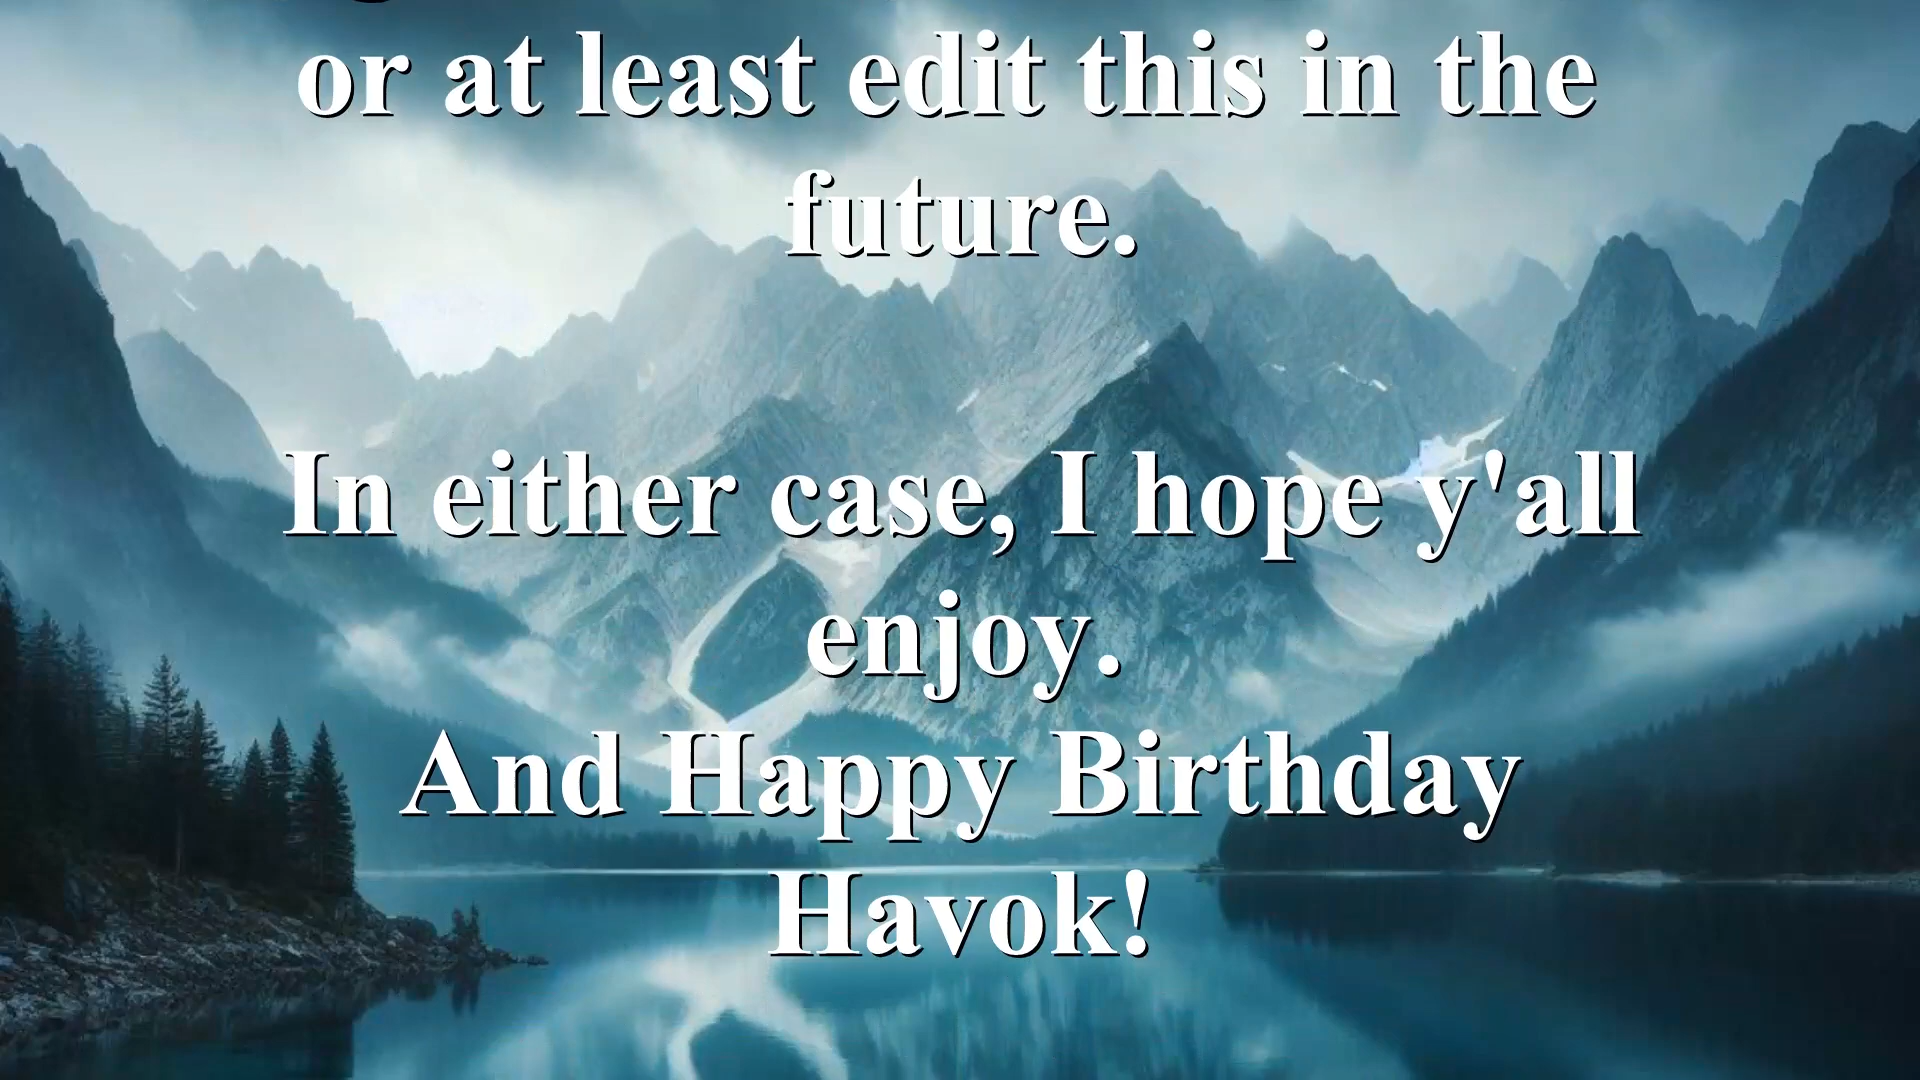 or at least edit this in the
future.
In either case, I hope y'all
enjoy.
And Happy Birthday
Havok!